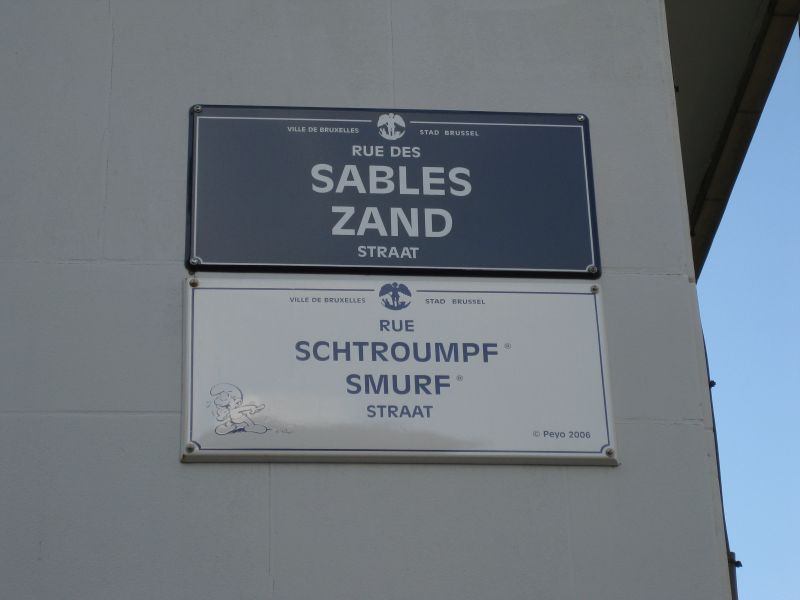 VILLE DE BRUXELLES STAD BRUSSEL
RUE DES
SABLES
ZAND
STRAAT
VILLE DE BRUXELLES STAD BRUSSEL
RUE
SCHTROUMPF®
SMURF®
STRAAT
© Peyo 2006